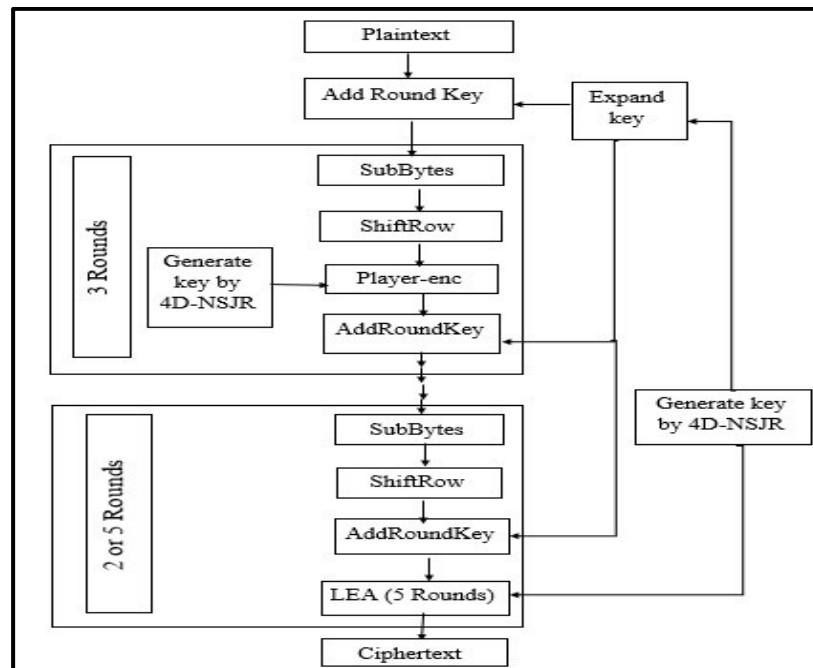 Plaintext
Add Round Key
Expand
key
SubBytes
ShiftRow
3 Rounds
Generate
key by
4D-NSJR
Player-enc
AddRoundKey
SubBytes
Generate key
by 4D-NSJR
ShiftRow
2 or 5 Rounds
AddRoundKey
LEA (5 Rounds)
Ciphertext